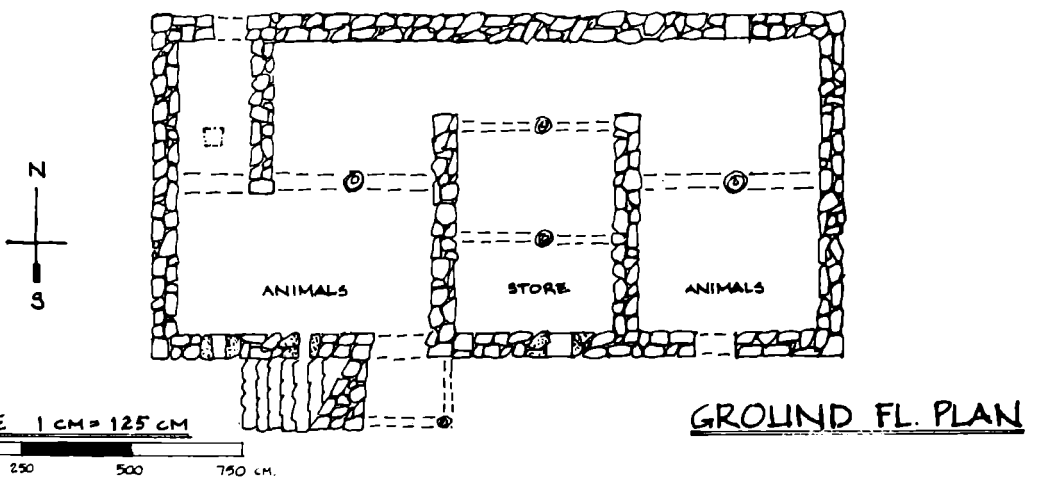 N
S
ANIMALS
STORE
ANIMALS
E 1 CM = 125 CM
250 500 750 CM.
GROUND FL. PLAN